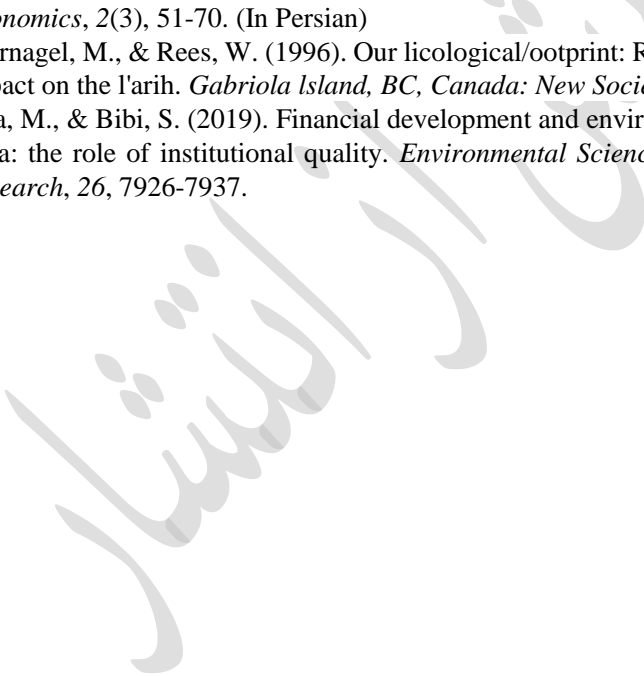 onomics, 2(3), 51-70. (In Persian)
rnagel, M., & Rees, W. (1996). Our licological/ootprint: R
pact on the l'arih. Gabriola lsland, BC, Canada: New Socie
a, M., & Bibi, S. (2019). Financial development and envir
a: the role of institutional quality. Environmental Scienc
earch, 26, 7926-7937.
از انتشار